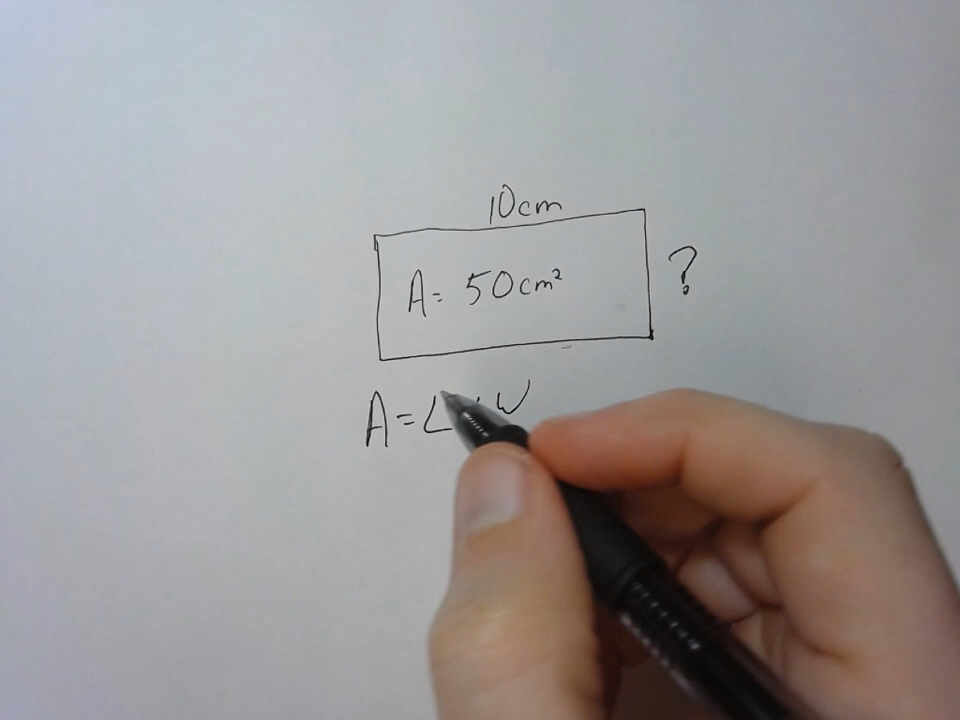 10cm
A = 50cm²
?
A = L W